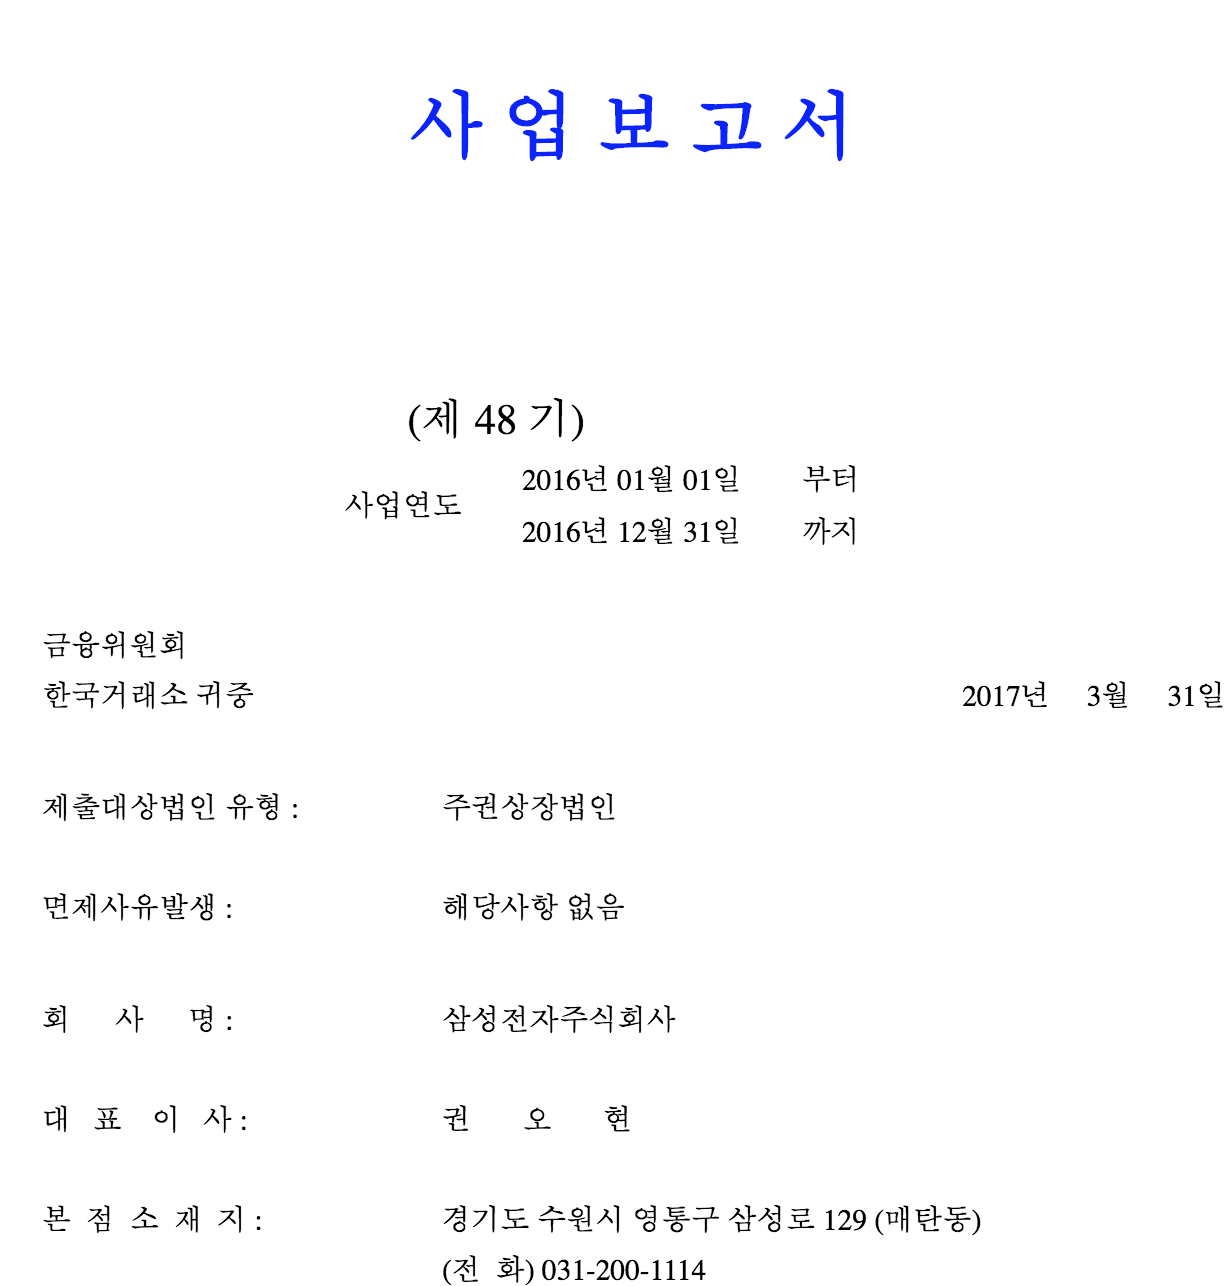 사 업 보 고 서
(제 48 기)
2016년 01월 01일 부터
사업연도
2016년 12월 31일 까지
금융위원회
한국거래소 귀중 2017년 3월 31일
제출대상법인 유형 : 주권상장법인
면제사유발생 : 해당사항 없음
회 사 명 : 삼성전자주식회사
대 표 이 사 : 권 오 현
본 점 소 재 지 : 경기도 수원시 영통구 삼성로 129 (매탄동)
(전 화) 031-200-1114